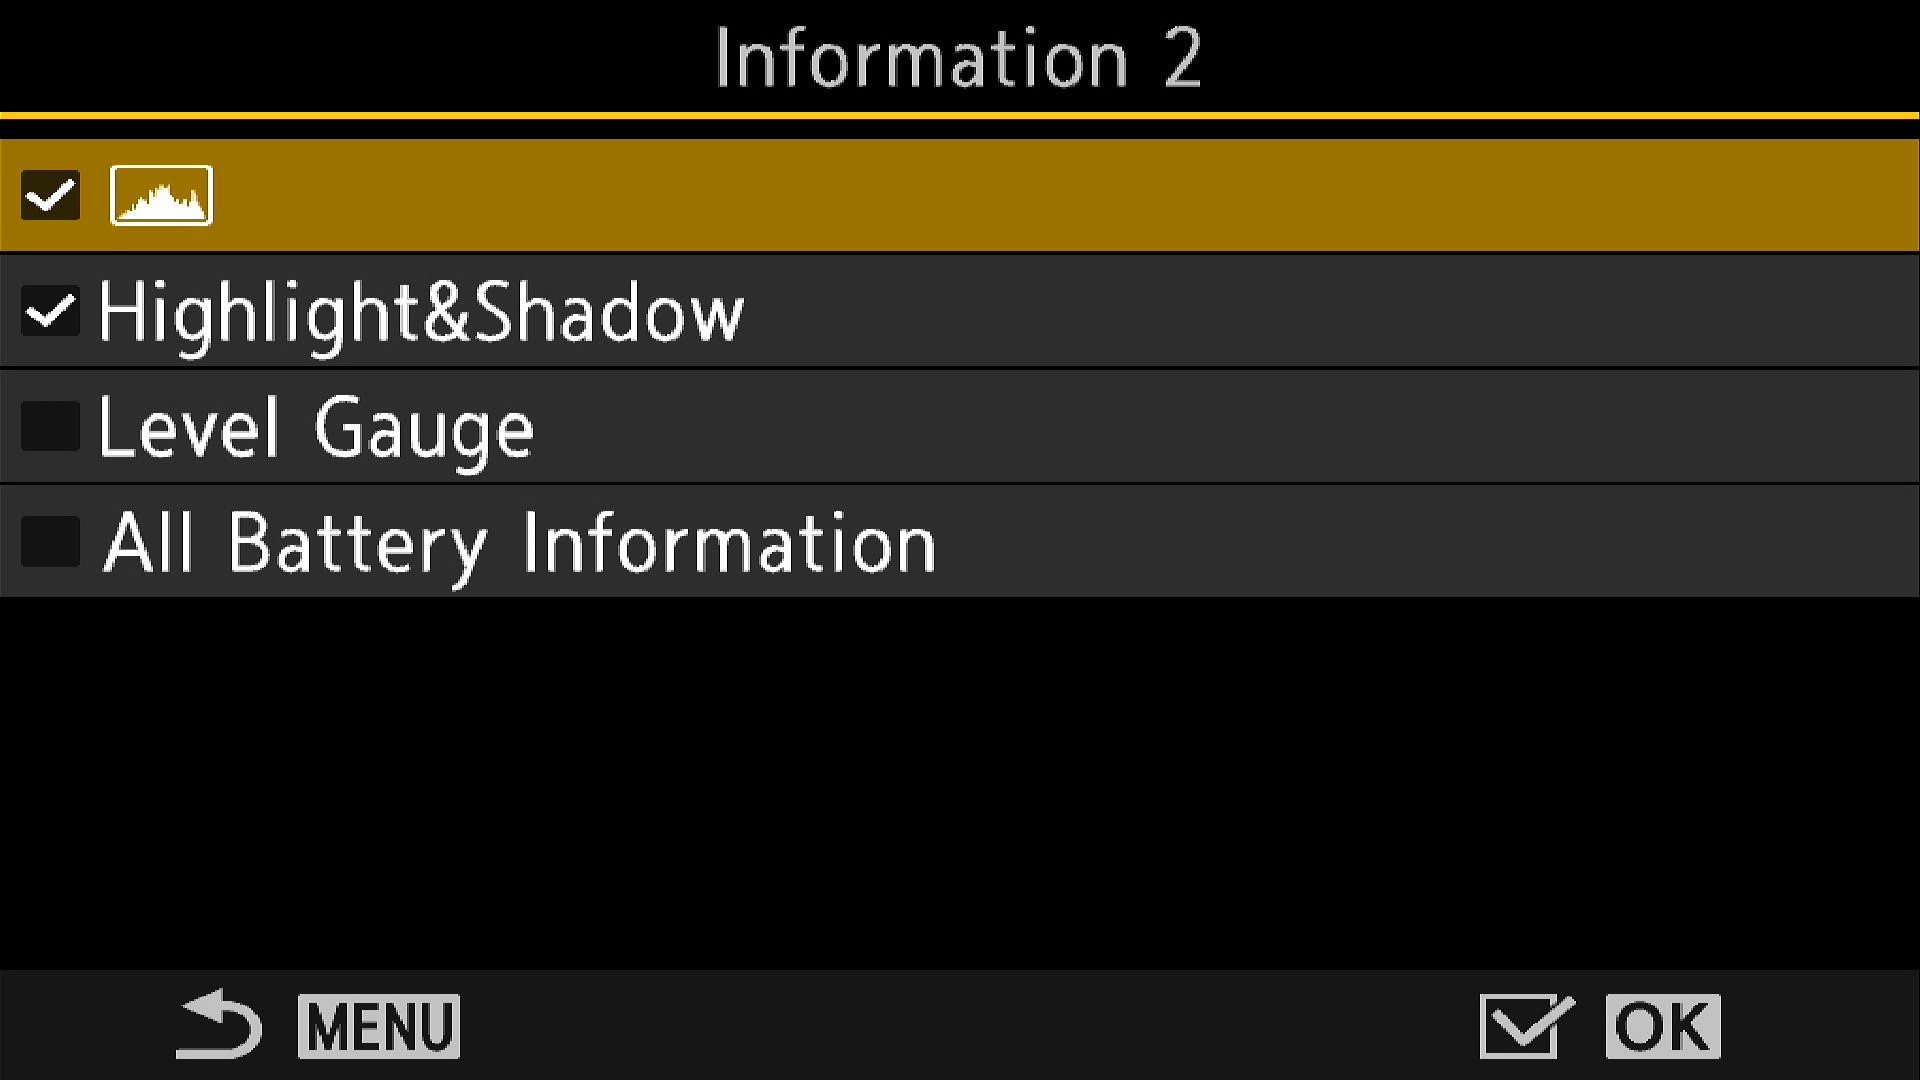 Information 2
Highlight&Shadow
Level Gauge
All Battery Information
MENU
OK